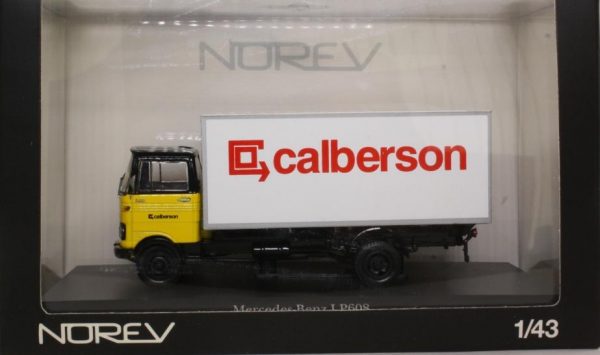 NOREV
calberson
calberson
Mercedes-Benz LP608
NOREV
1/43